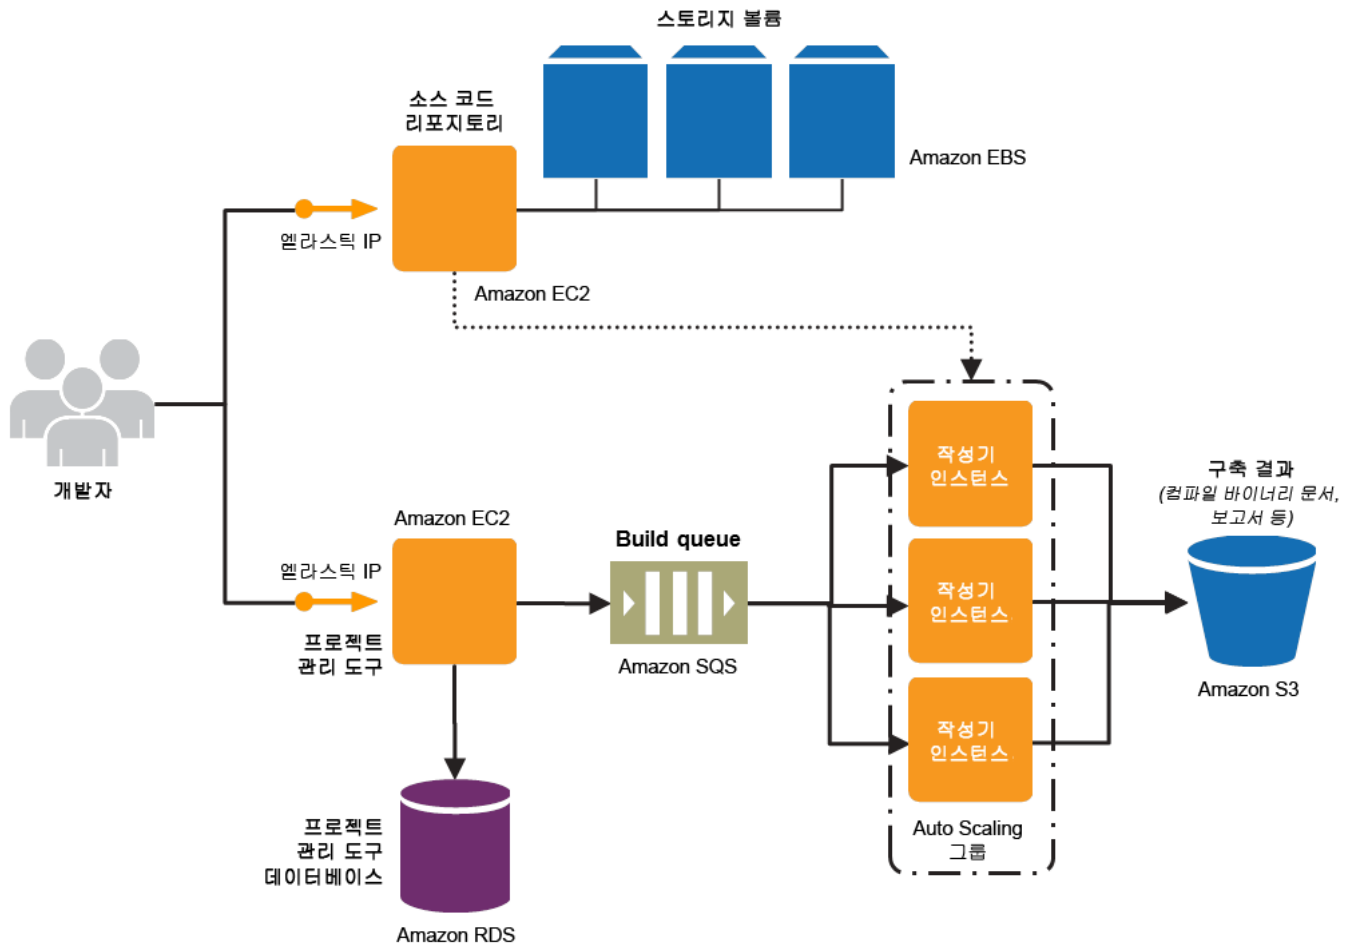 스토리지 볼륨
소스 코드
리포지토리
Amazon EBS
엘라스틱 IP
Amazon EC2
개발자
Amazon EC2
엘라스틱 IP
프로젝트
관리 도구
Build queue
Amazon SQS
작성기
인스턴스
작성기
인스턴스
작성기
인스턴스
Auto Scaling
그룹
구축 결과
(컴파일 바이너리 문서,
보고서 등)
Amazon S3
프로젝트
관리 도구
데이터베이스
Amazon RDS